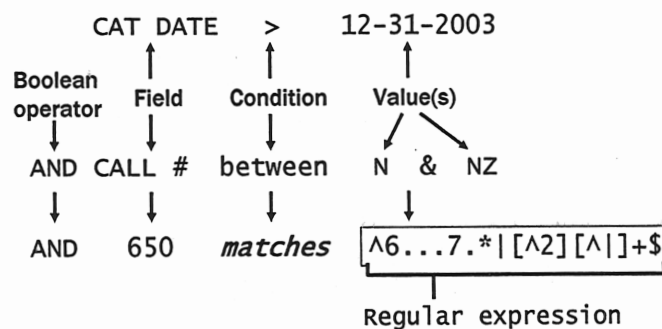 CAT DATE > 12-31-2003
Boolean
operator Field Condition Value(s)
AND CALL # between N & NZ
AND 650 matches ^6...7.*|[^2][^|]+$
Regular expression